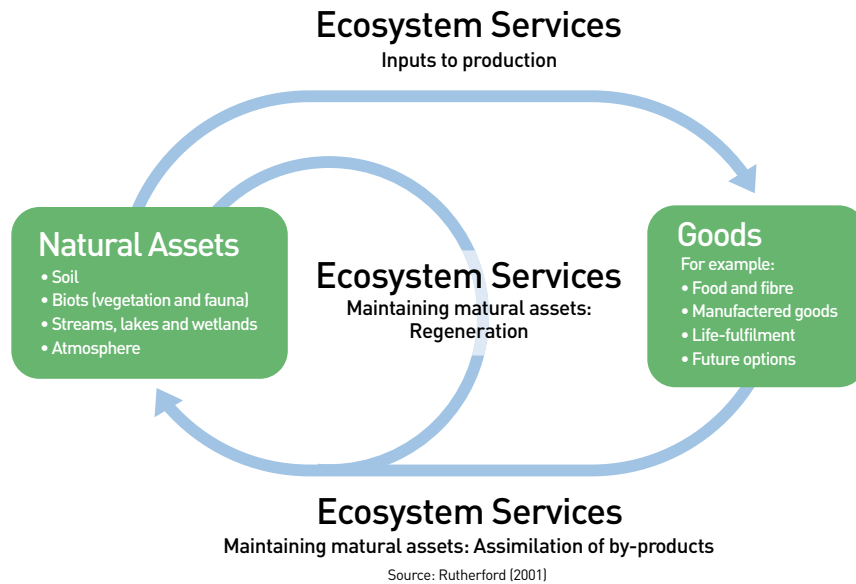 Ecosystem Services
Inputs to production
Natural Assets
• Soil
• Biots (vegetation and fauna)
• Streams, lakes and wetlands
• Atmosphere
Ecosystem Services
Maintaining matural assets:
Regeneration
Goods
For example:
• Food and fibre
• Manufactered goods
• Life-fulfilment
• Future options
Ecosystem Services
Maintaining matural assets: Assimilation of by-products
Source: Rutherford (2001)